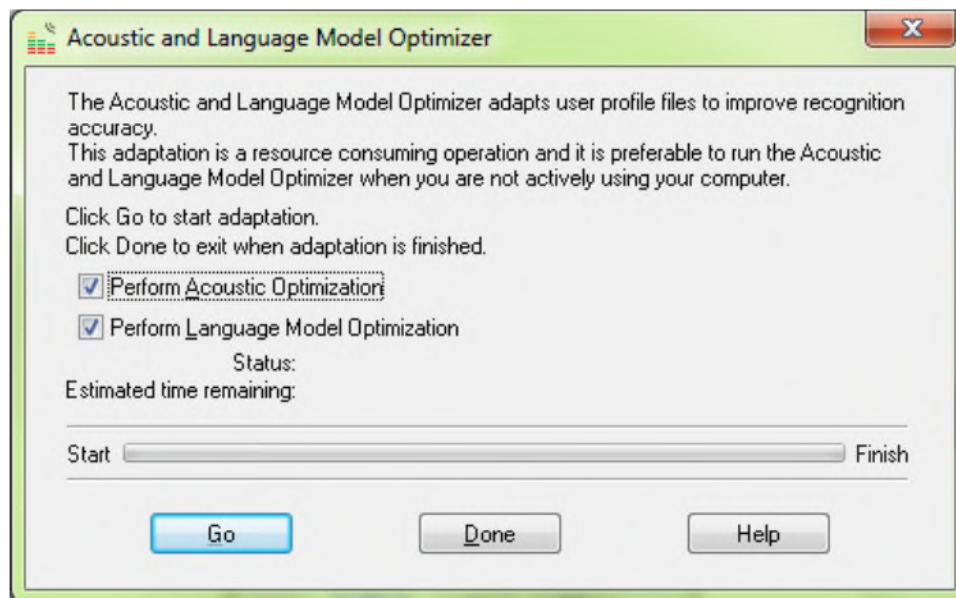 Acoustic and Language Model Optimizer
The Acoustic and Language Model Optimizer adapts user profile files to improve recognition
accuracy.
This adaptation is a resource consuming operation and it is preferable to run the Acoustic
and Language Model Optimizer when you are not actively using your computer.
Click Go to start adaptation.
Click Done to exit when adaptation is finished.
Perform Acoustic Optimization
Perform Language Model Optimization
Status:
Estimated time remaining:
Start Finish
Go Done Help